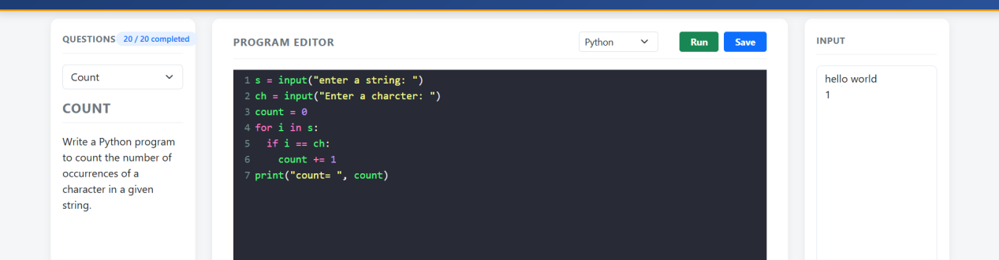 QUESTIONS 20 / 20 completed
Count
COUNT
Write a Python program
to count the number of
occurrences of a
character in a given
string.
PROGRAM EDITOR Python Run Save
1 s = input("enter a string: ")
2 ch = input("Enter a charcter: ")
3 count = 0
4 for i in s:
5   if i == ch:
6     count += 1
7 print("count= ", count)
INPUT
hello world
1